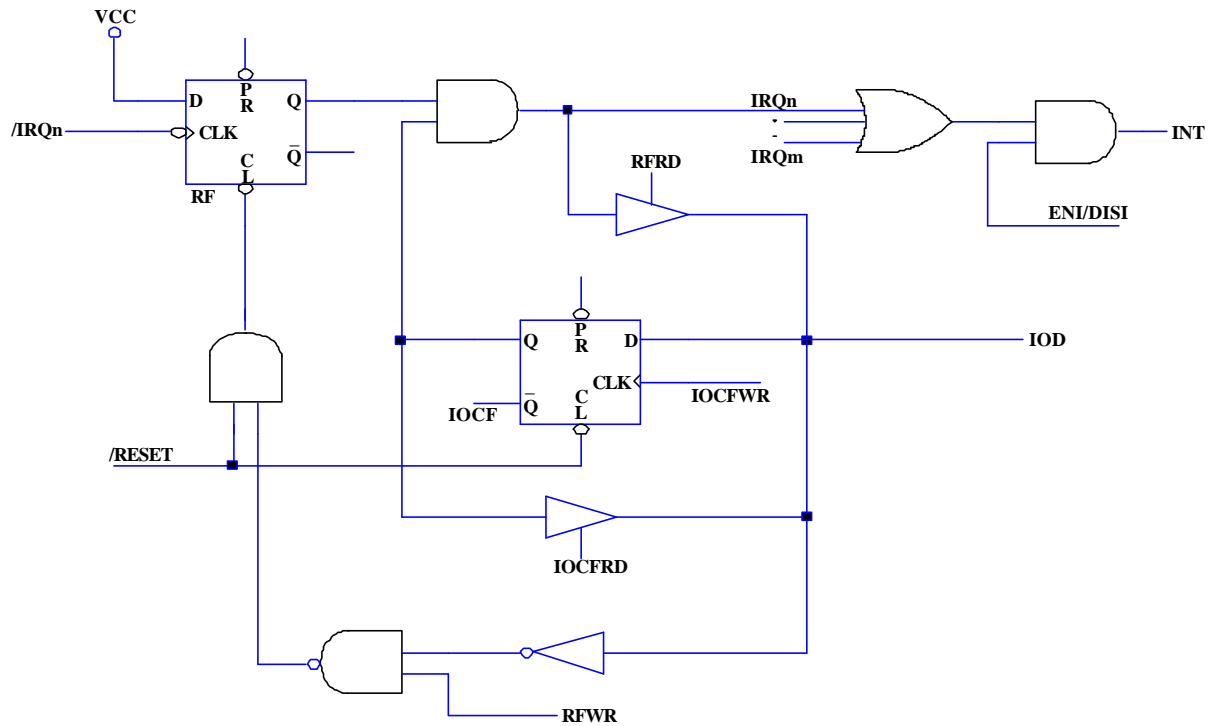 VCC
D
P
R
Q
/IRQn
CLK
C
L
Q̅
RF
IRQn
IRQm
INT
RFRD
ENI/DISI
Q
P
R
D
IOD
CLK
IOCFWR
C
L
Q̅
IOCF
/RESET
IOCFRD
RFWR